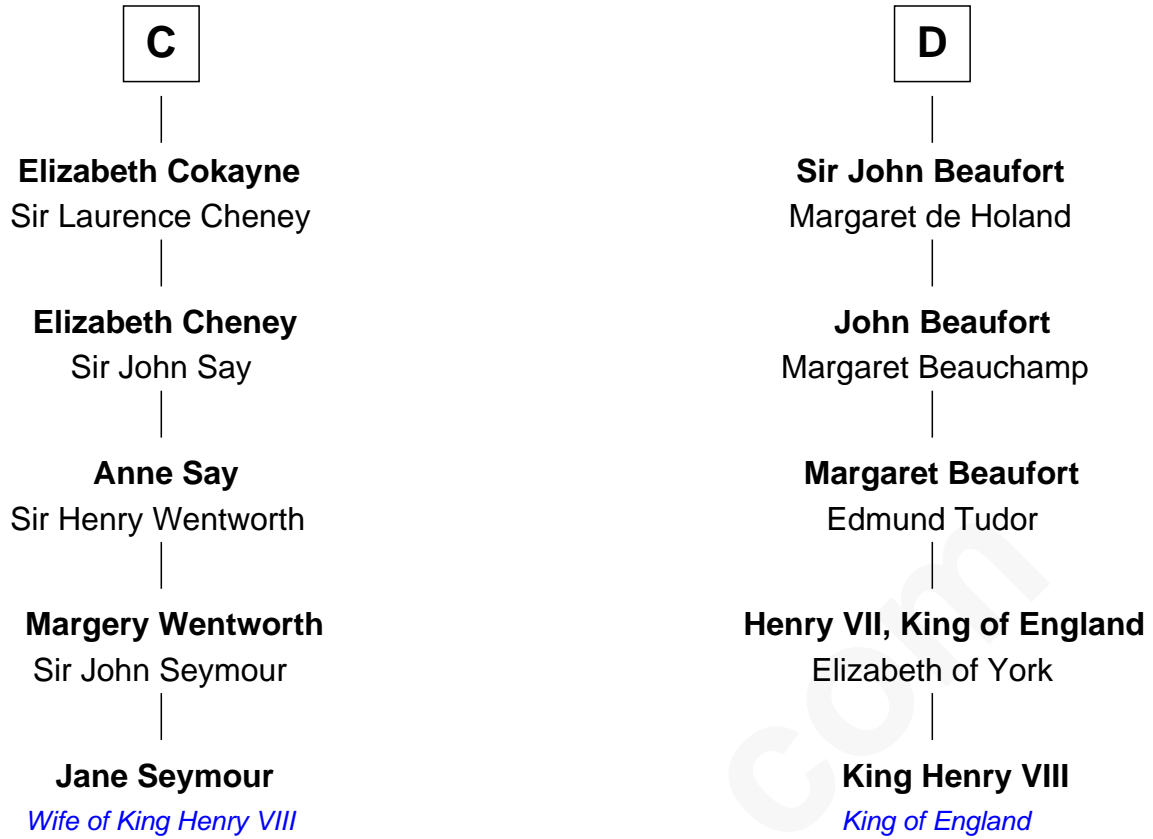 C
Elizabeth Cokayne
Sir Laurence Cheney
Elizabeth Cheney
Sir John Say
Anne Say
Sir Henry Wentworth
Margery Wentworth
Sir John Seymour
Jane Seymour
Wife of King Henry VIII
D
Sir John Beaufort
Margaret de Holand
John Beaufort
Margaret Beauchamp
Margaret Beaufort
Edmund Tudor
Henry VII, King of England
Elizabeth of York
King Henry VIII
King of England
com